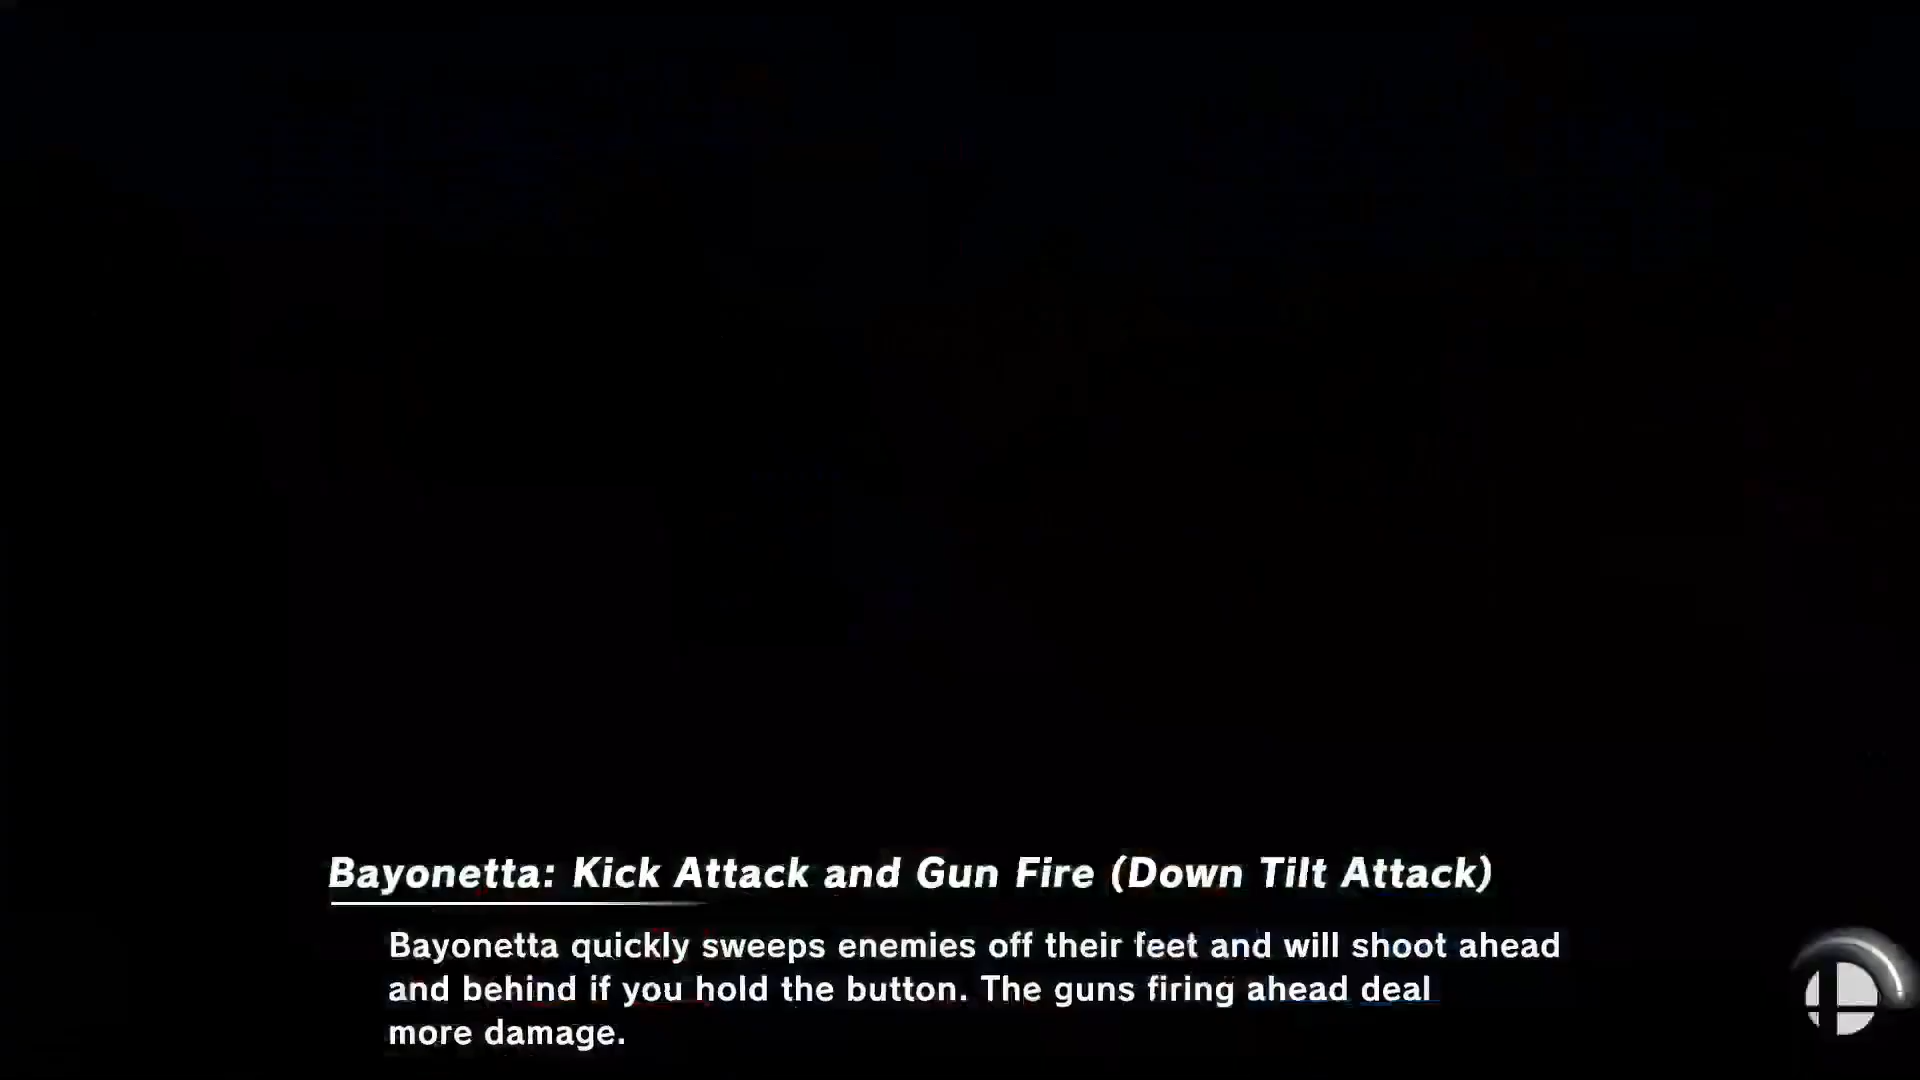 Bayonetta: Kick Attack and Gun Fire (Down Tilt Attack)
Bayonetta quickly sweeps enemies off their feet and will shoot ahead
and behind if you hold the button. The guns firing ahead deal
more damage.